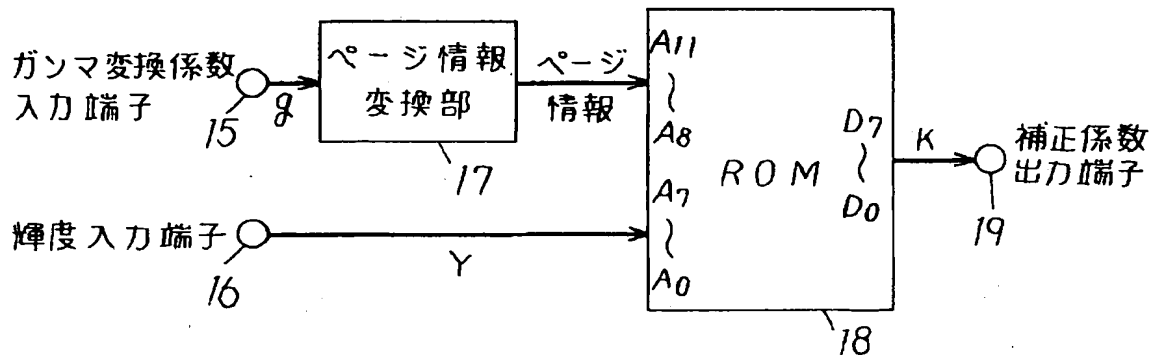 ガンマ変換係数
入力端子
15
g
ページ情報
変換部
17
ページ
情報
A11
~
A8
A7
~
A0
ROM
D7
~
D0
18
K
補正係数
出力端子
19
輝度入力端子
16
Y